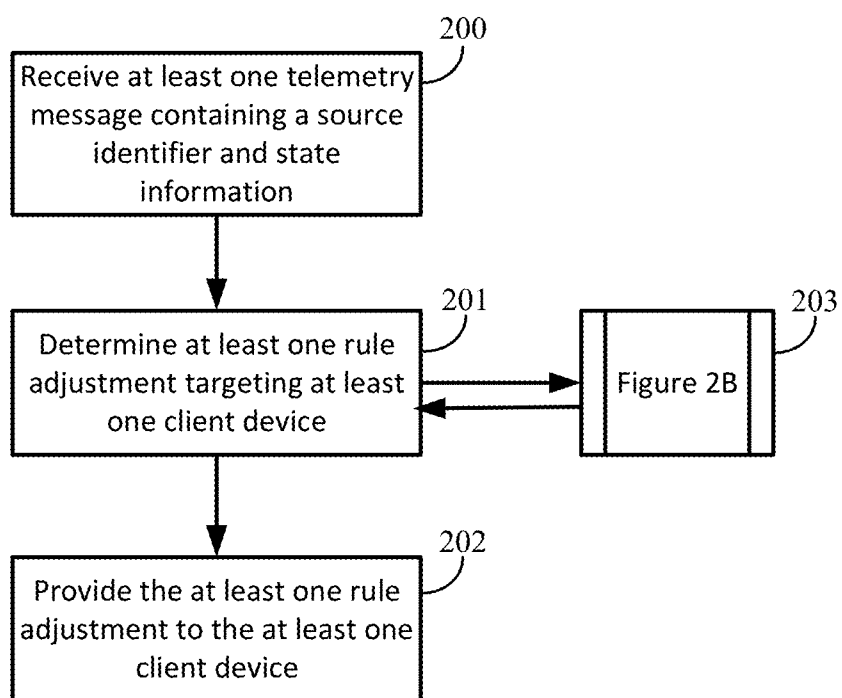 200
Receive at least one telemetry
message containing a source
identifier and state
information
201
Determine at least one rule
adjustment targeting at least
one client device
203
Figure 2B
202
Provide the at least one rule
adjustment to the at least one
client device